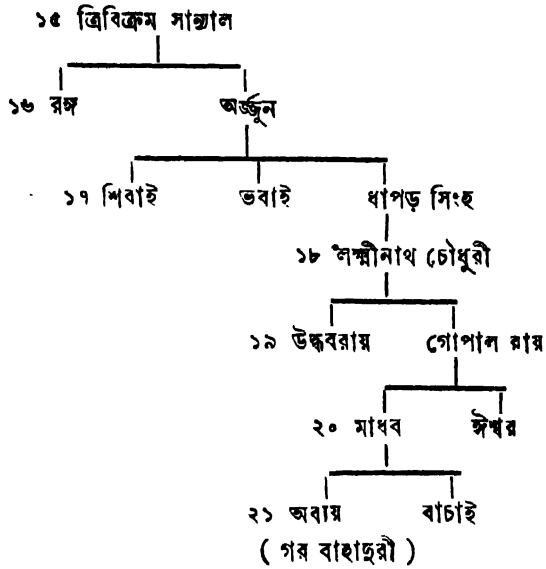 ১৫ ত্রিবিক্রম সান্যাল
১৬ রঙ্গ অর্জ্জুন
১৭ শিবাই ভবাই ধাপড় সিংহ
১৮ লক্ষ্মীনাথ চৌধুরী
১৯ উদ্ধবরায় গোপাল রায়
২০ মাধব ঈশ্বর
২১ অবায় বাচাই
( গর বাহাদুরী )